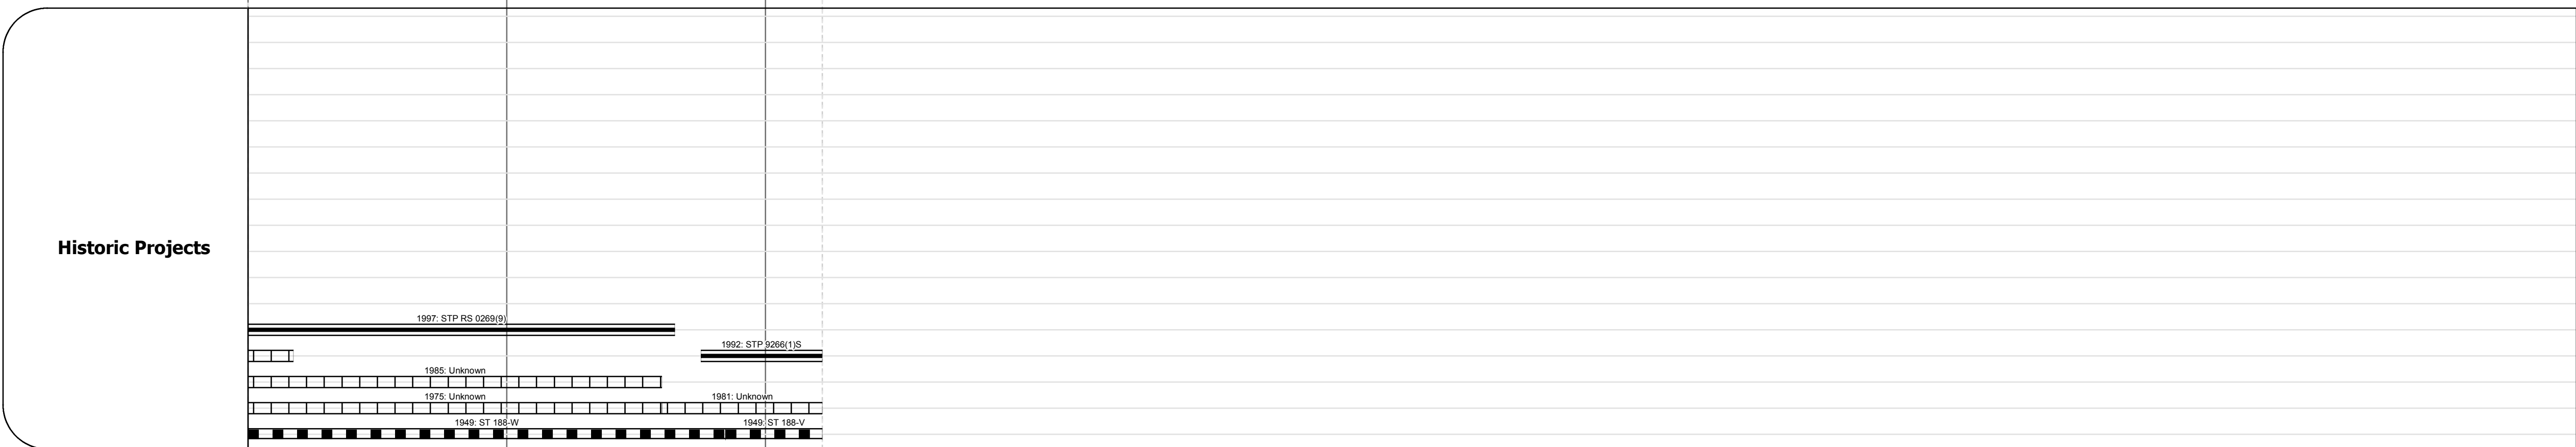 Historic Projects
1997: STP RS 0269(9)
1992: STP 9266(1)S
1985: Unknown
1975: Unknown
1981: Unknown
1949: ST 188-W
1949: ST 188-V